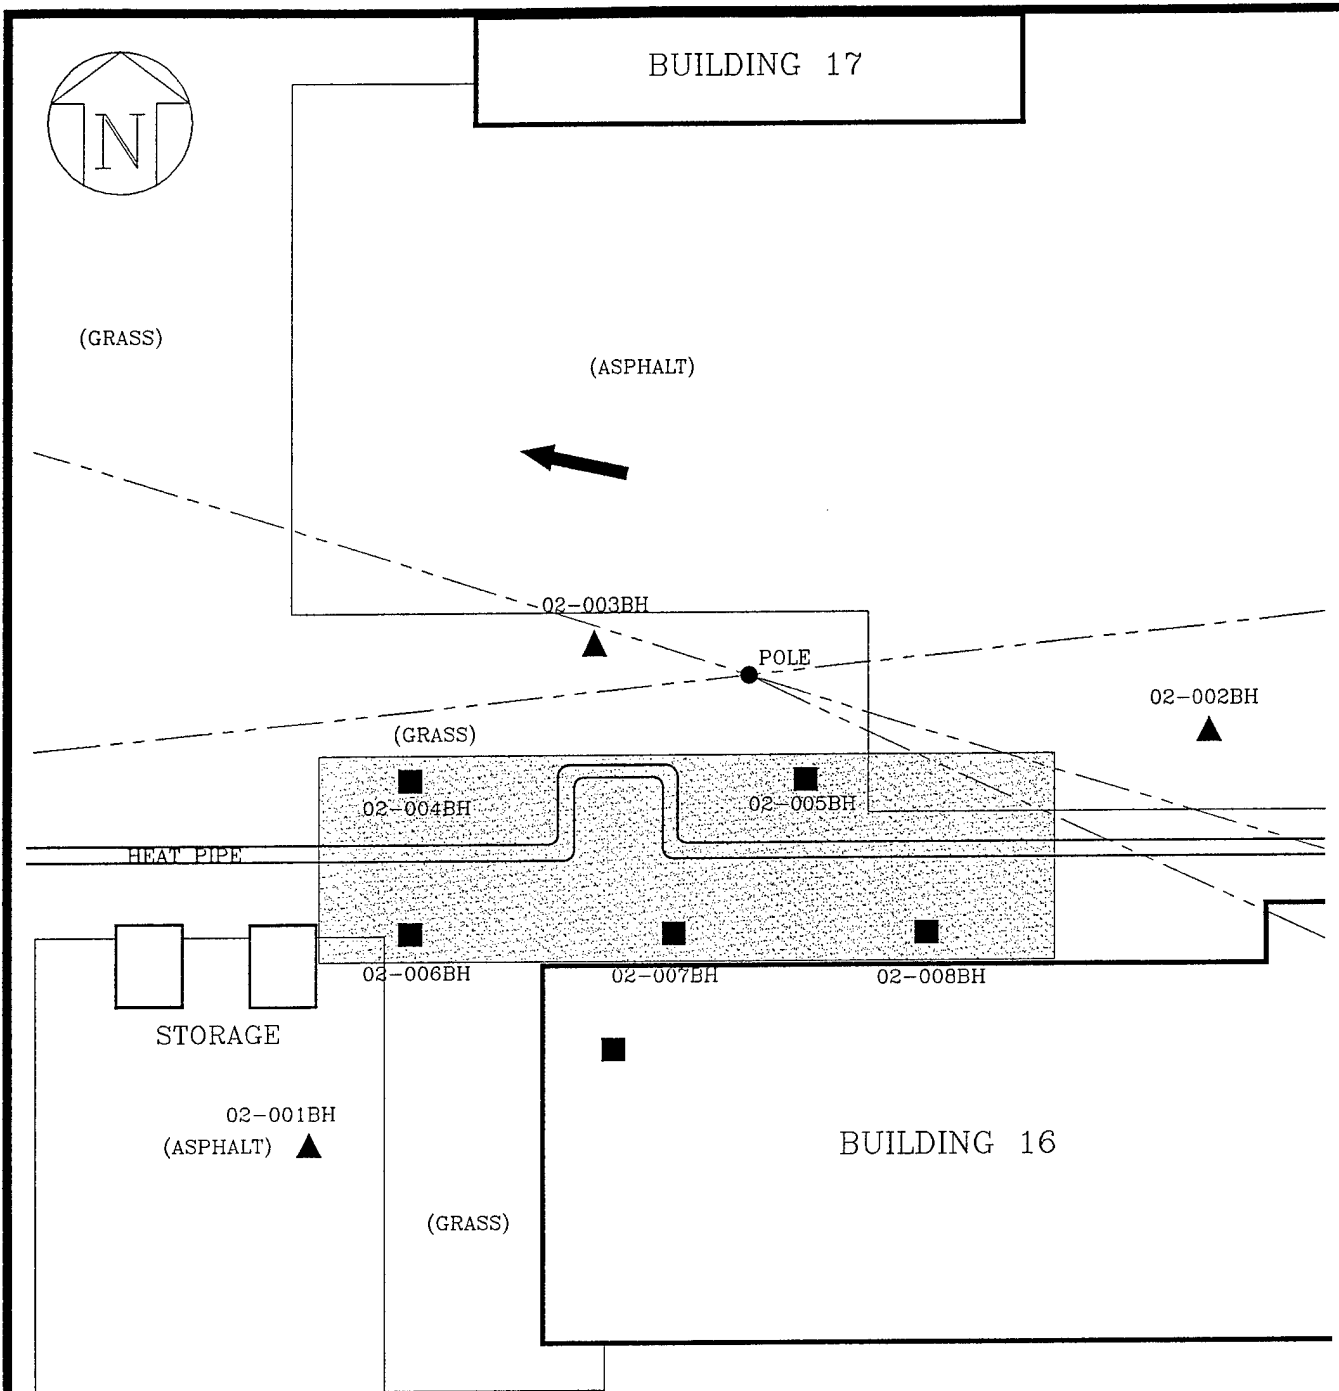 BUILDING 17
N
(GRASS)
(ASPHALT)
02-003BH
POLE
02-002BH
(GRASS)
02-004BH
02-005BH
HEAT PIPE
02-006BH
02-007BH
02-008BH
STORAGE
02-001BH
(ASPHALT)
BUILDING 16
(GRASS)